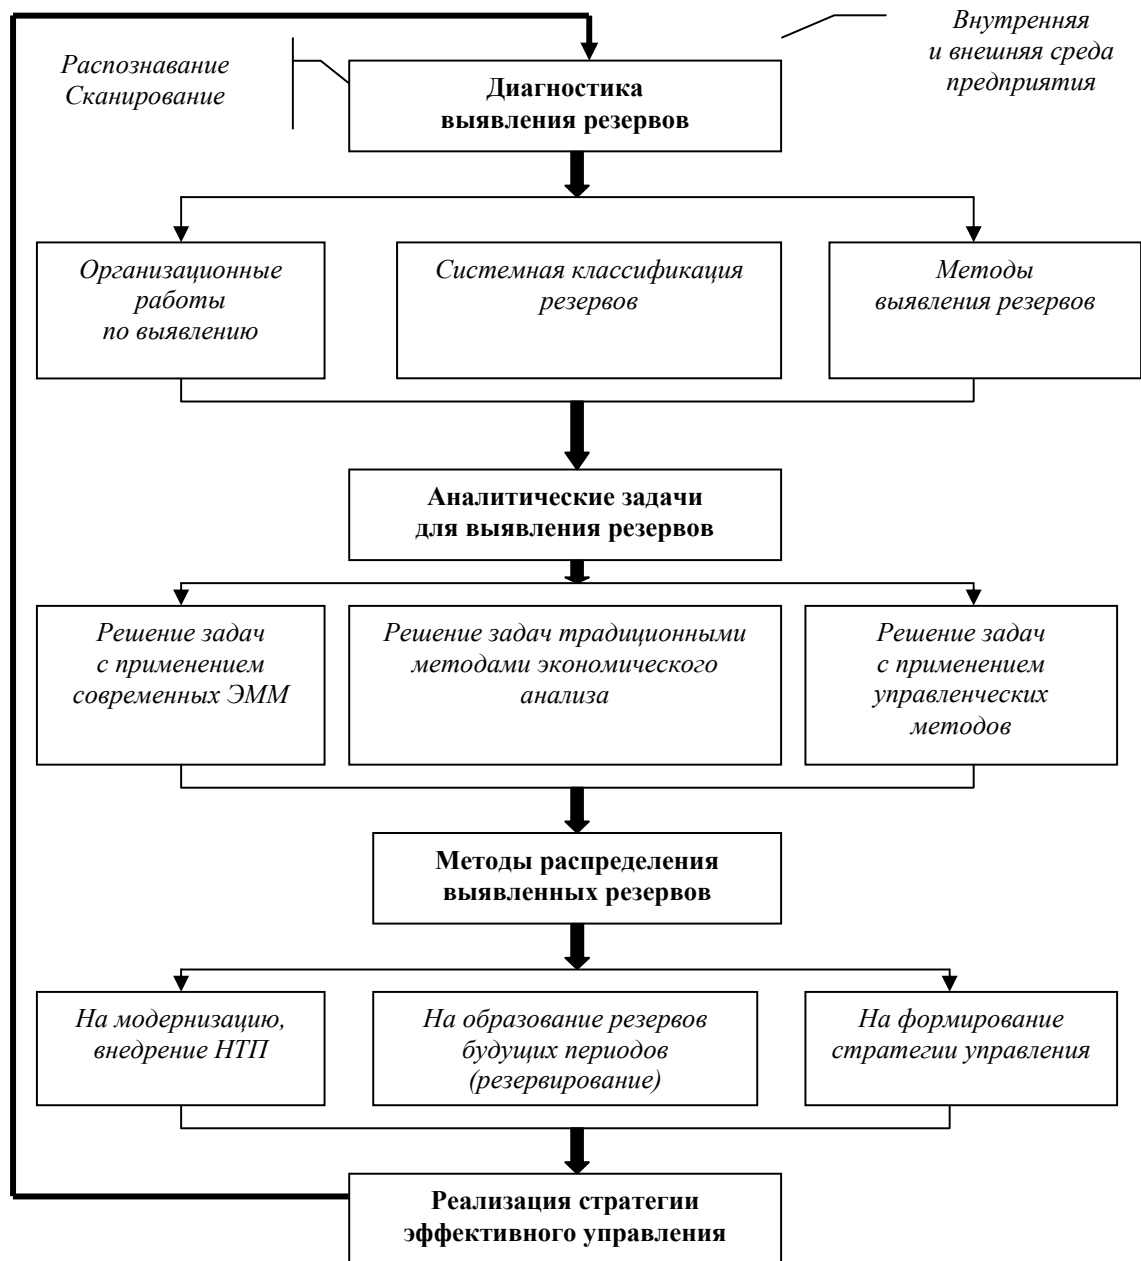 Распознавание
Сканирование
Внутренняя
и внешняя среда
предприятия
Диагностика
выявления резервов
Организационные
работы
по выявлению
Системная классификация
резервов
Методы
выявления резервов
Аналитические задачи
для выявления резервов
Решение задач
с применением
современных ЭММ
Решение задач традиционными
методами экономического
анализа
Решение задач
с применением
управленческих
методов
Методы распределения
выявленных резервов
На модернизацию,
внедрение НТП
На образование резервов
будущих периодов
(резервирование)
На формирование
стратегии управления
Реализация стратегии
эффективного управления